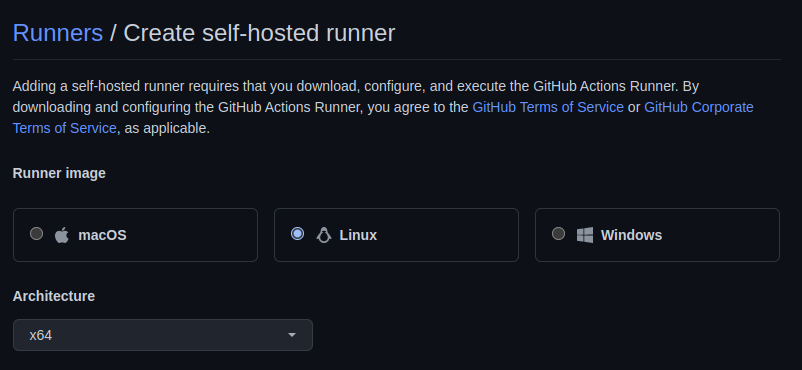 Runners / Create self-hosted runner
Adding a self-hosted runner requires that you download, configure, and execute the GitHub Actions Runner. By
downloading and configuring the GitHub Actions Runner, you agree to the GitHub Terms of Service or GitHub Corporate
Terms of Service, as applicable.
Runner image
macOS
Linux
Windows
Architecture
x64